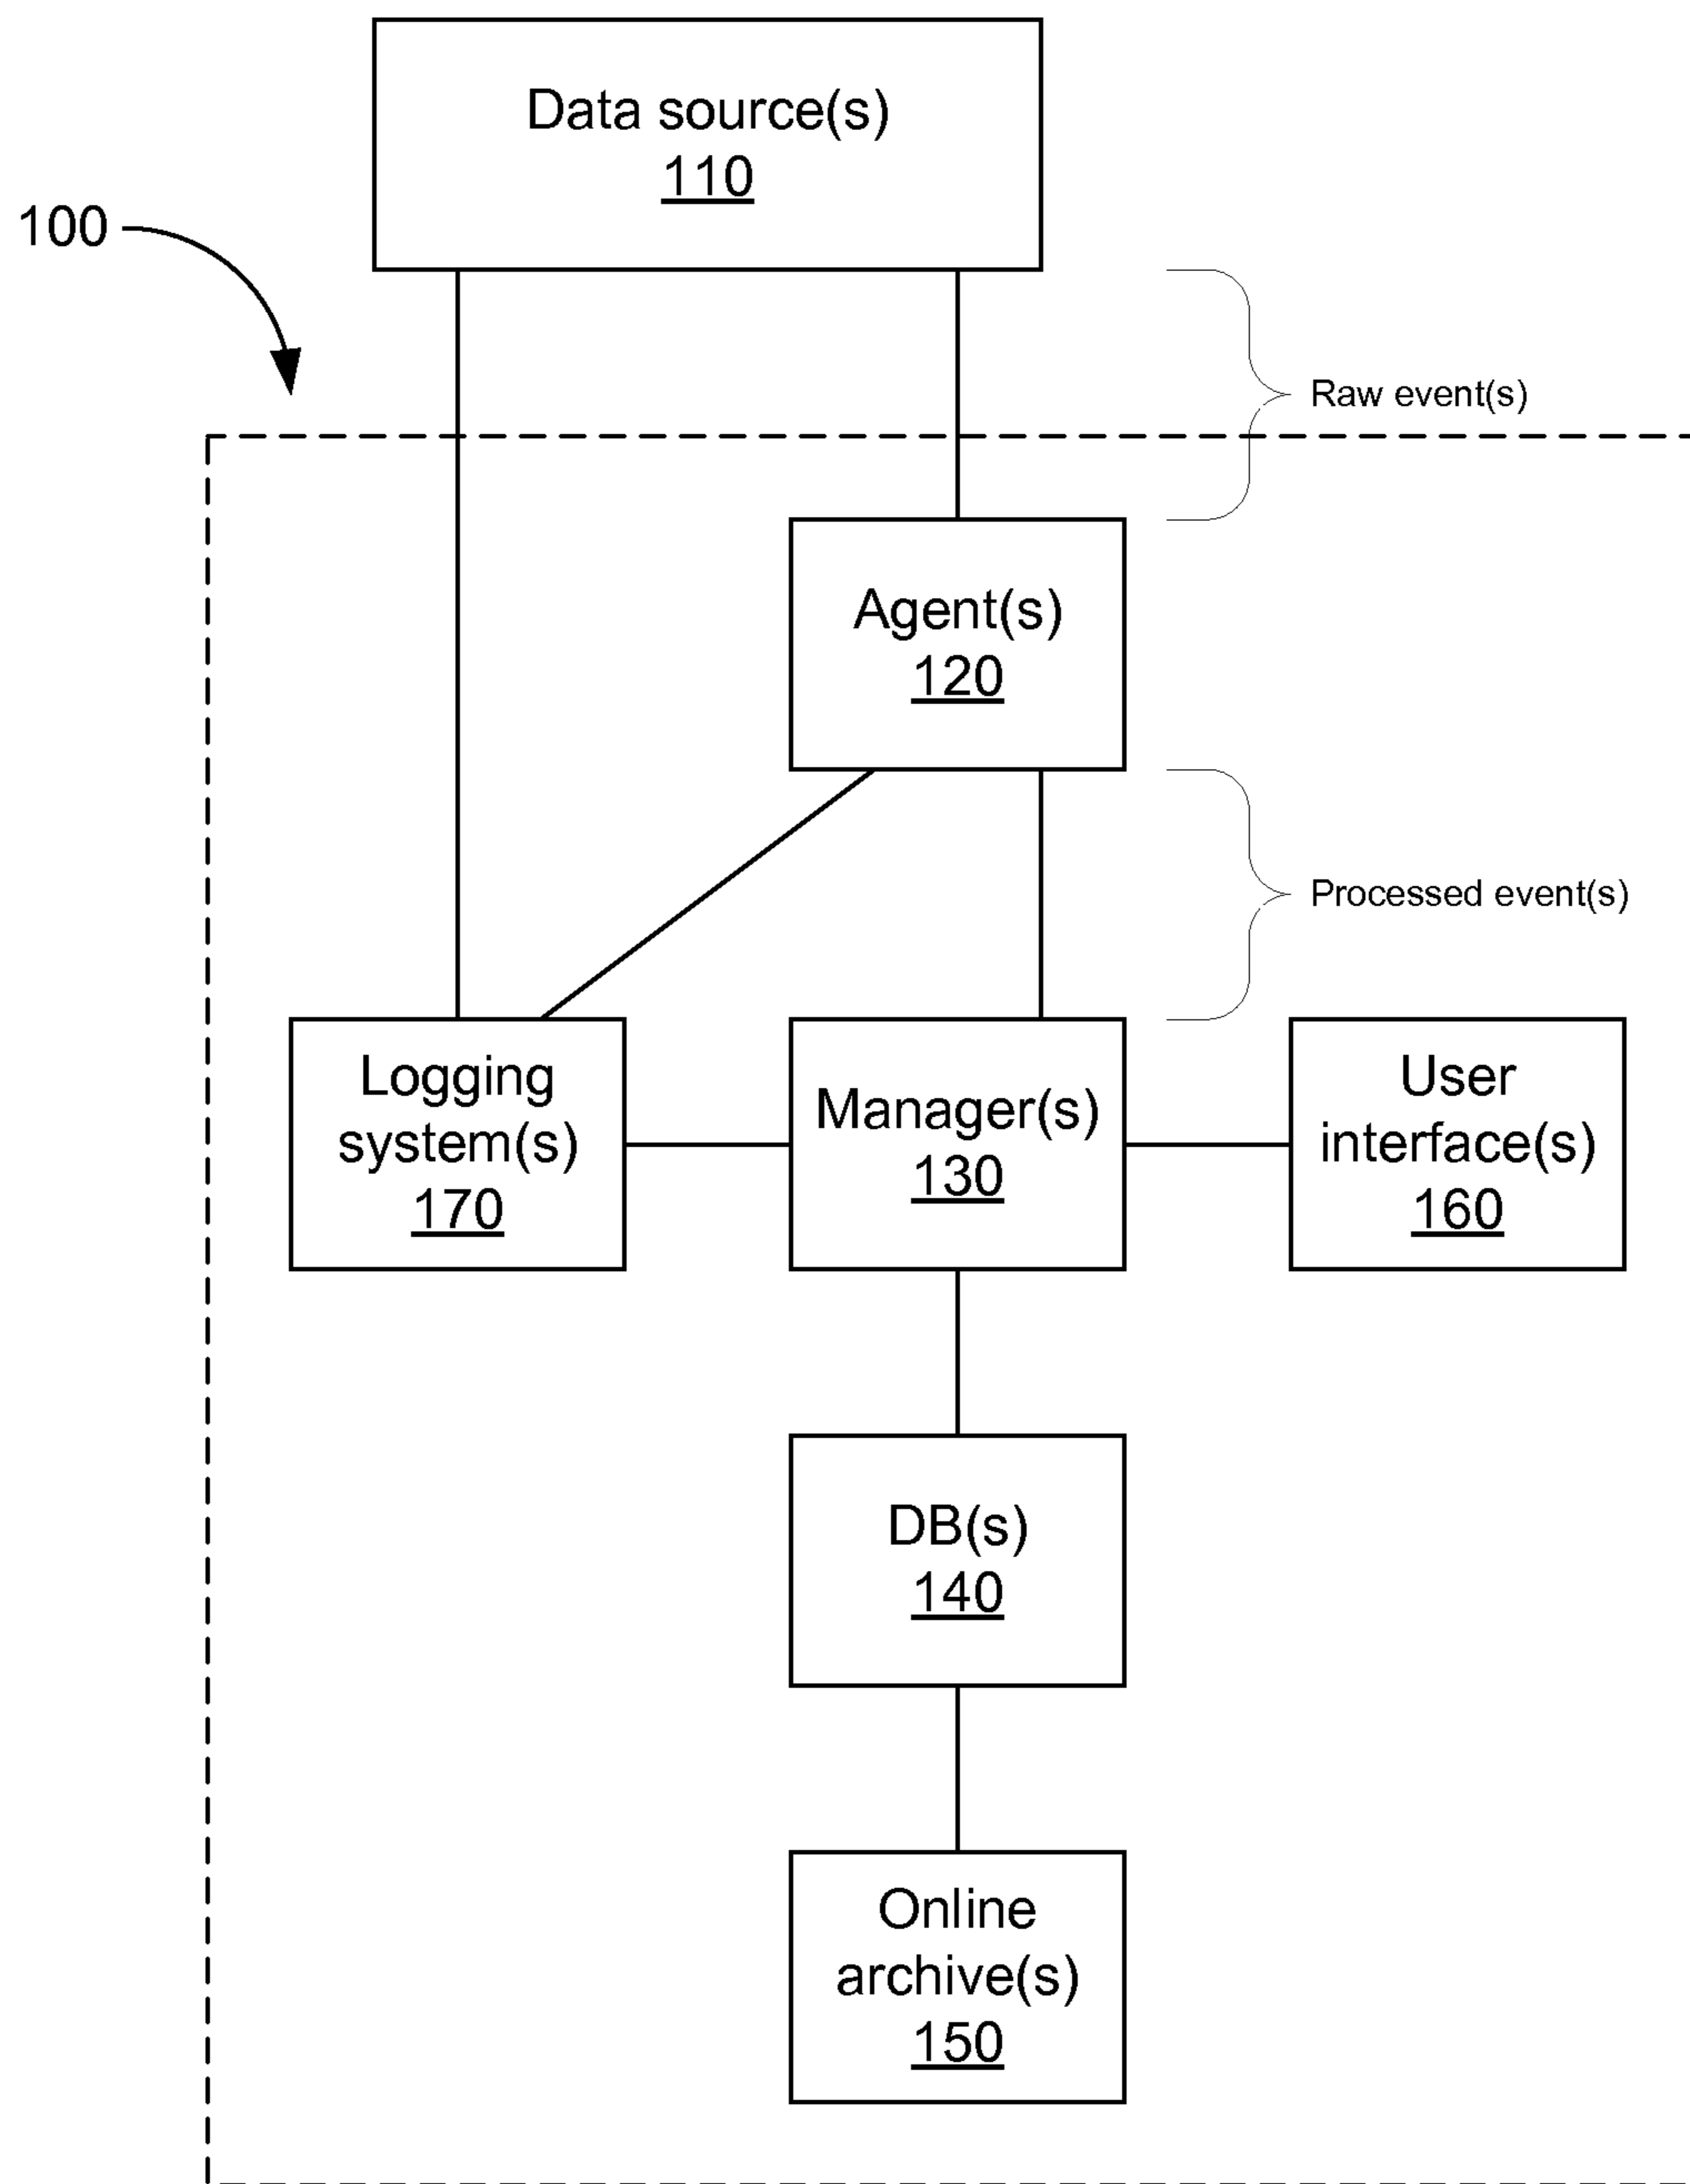 Data source(s)
110
100
Raw event(s)
Agent(s)
120
Processed event(s)
Logging
system(s)
170
Manager(s)
130
User
interface(s)
160
DB(s)
140
Online
archive(s)
150